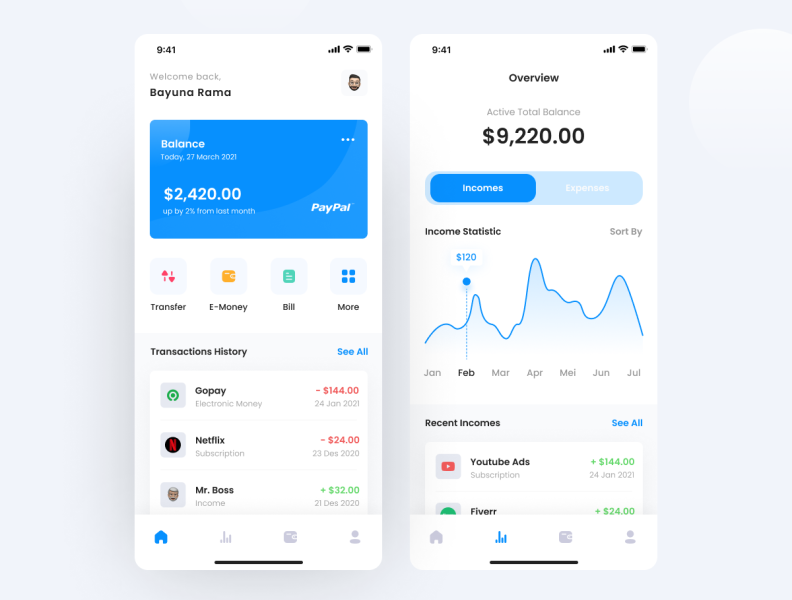 9:41
Welcome back,
Bayuna Rama
Balance
Today, 27 March 2021
$2,420.00
up by 2% from last month
PayPal
Transfer
E-Money
Bill
More
Transactions History
See All
Gopay
- $144.00
Electronic Money
24 Jan 2021
Netflix
- $24.00
Subscription
23 Des 2020
Mr. Boss
+ $32.00
Income
21 Des 2020
9:41
Overview
Active Total Balance
$9,220.00
Incomes
Expenses
Income Statistic
Sort By
$120
Jan
Feb
Mar
Apr
Mei
Jun
Jul
Recent Incomes
See All
Youtube Ads
+ $144.00
Subscription
24 Jan 2021
Fiverr
+ $24.00